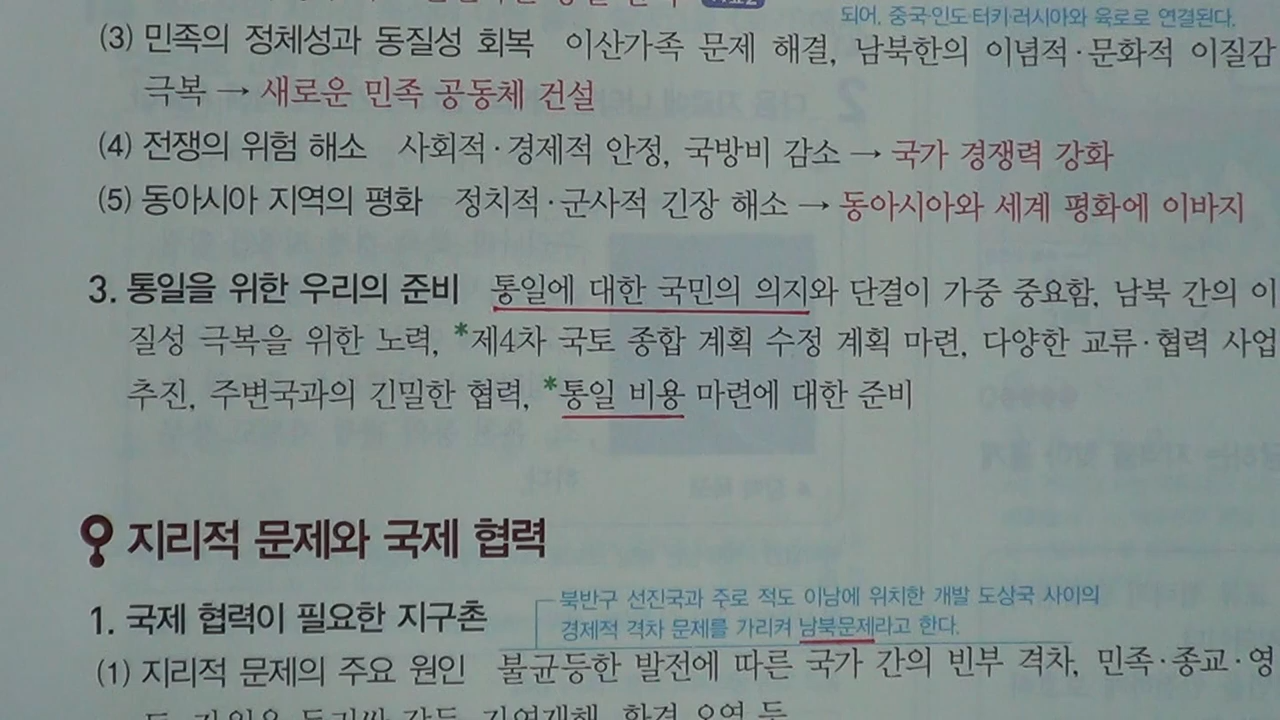 되어, 중국·인도·터키·러시아와 육로로 연결된다.
(3) 민족의 정체성과 동질성 회복 이산가족 문제 해결, 남북한의 이념적·문화적 이질감
극복 → 새로운 민족 공동체 건설
(4) 전쟁의 위험 해소 사회적·경제적 안정, 국방비 감소 → 국가 경쟁력 강화
(5) 동아시아 지역의 평화 정치적·군사적 긴장 해소 → 동아시아와 세계 평화에 이바지
3. 통일을 위한 우리의 준비 통일에 대한 국민의 의지와 단결이 가중 중요함, 남북 간의 이
질성 극복을 위한 노력, *제4차 국토 종합 계획 수정 계획 마련, 다양한 교류·협력 사업
추진, 주변국과의 긴밀한 협력, *통일 비용 마련에 대한 준비
지리적 문제와 국제 협력
북반구 선진국과 주로 적도 이남에 위치한 개발 도상국 사이의
경제적 격차 문제를 가리켜 남북문제라고 한다.
1. 국제 협력이 필요한 지구촌
(1) 지리적 문제의 주요 원인 불균등한 발전에 따른 국가 간의 빈부 격차, 민족·종교·영